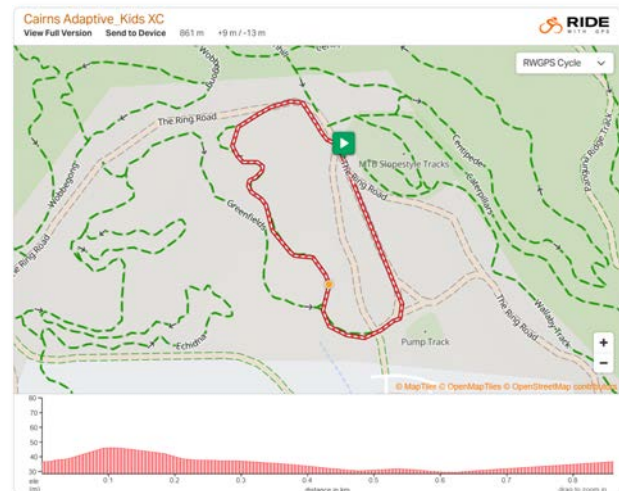 Cairns Adaptive_Kids XC
View Full Version Send to Device 861 m +9 m / -13 m
RIDE
WITH GPS
RWGPS Cycle
The Ring Road
Wobbegong
MTB Slopestyle Tracks
Centipede
Caterpillars
The Ring Road
Greenfields
The Ring Road
The Ring Road
Wallaby Track
Echidna
Pump Track
+
−
© MapTiler © OpenMapTiles © OpenStreetMap contributors
80
70
60
50
40
30
ele
(m)
0.1 0.2 0.3 0.4 0.5 0.6 0.7 0.8
distance in km
drag to zoom in